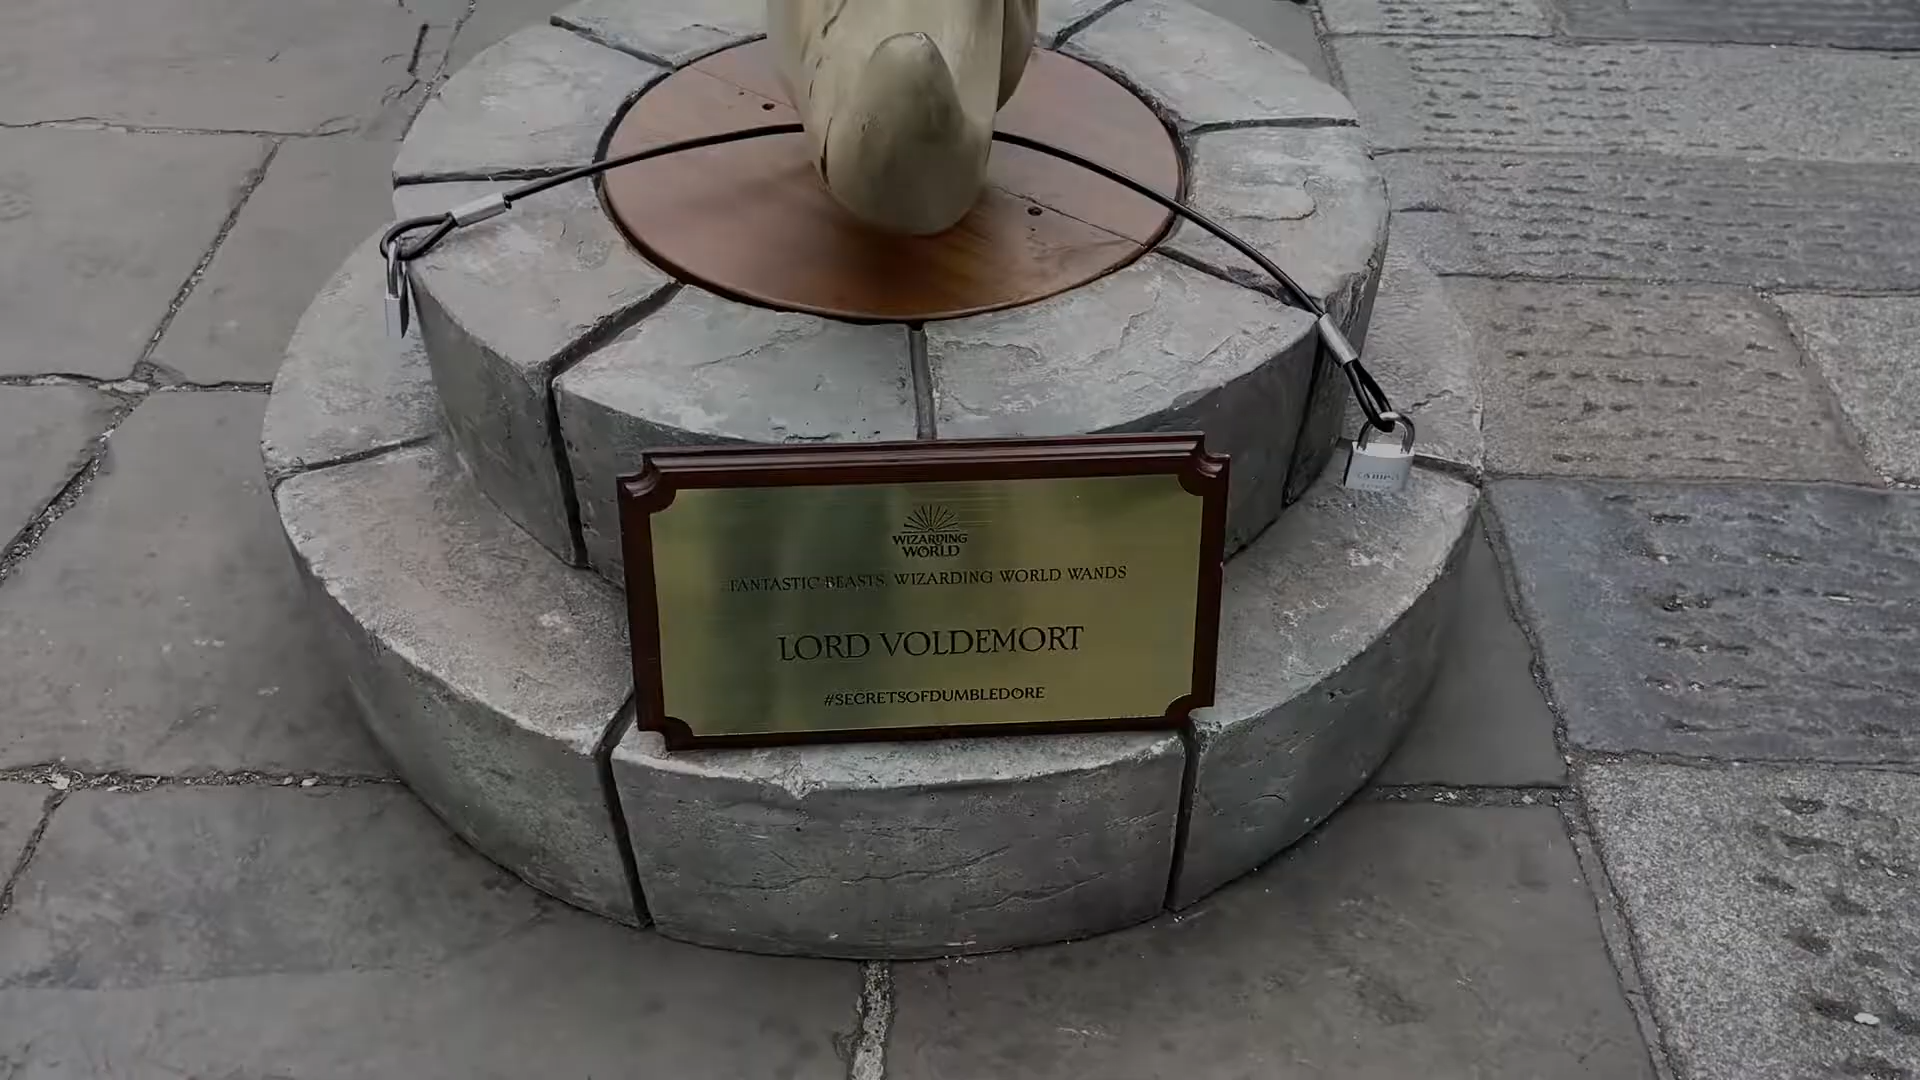 WIZARDING
WORLD
FANTASTIC BEASTS, WIZARDING WORLD WANDS
LORD VOLDEMORT
#SECRETSOFDUMBLEDORE